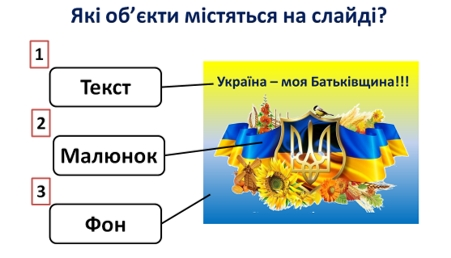 Які об’єкти містяться на слайді?
1
Текст
Україна – моя Батьківщина!!!
2
Малюнок
3
Фон